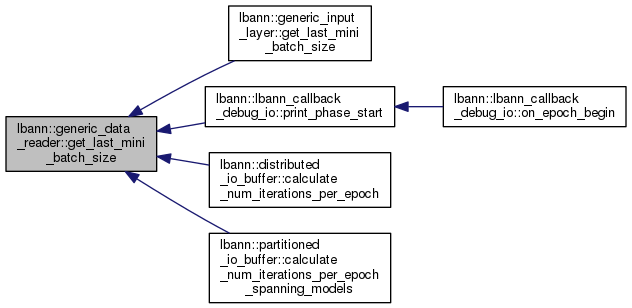 lbann::generic_input
_layer::get_last_mini
_batch_size
lbann::lbann_callback
_debug_io::print_phase_start
lbann::lbann_callback
_debug_io::on_epoch_begin
lbann::generic_data
_reader::get_last_mini
_batch_size
lbann::distributed
_io_buffer::calculate
_num_iterations_per_epoch
lbann::partitioned
_io_buffer::calculate
_num_iterations_per_epoch
_spanning_models